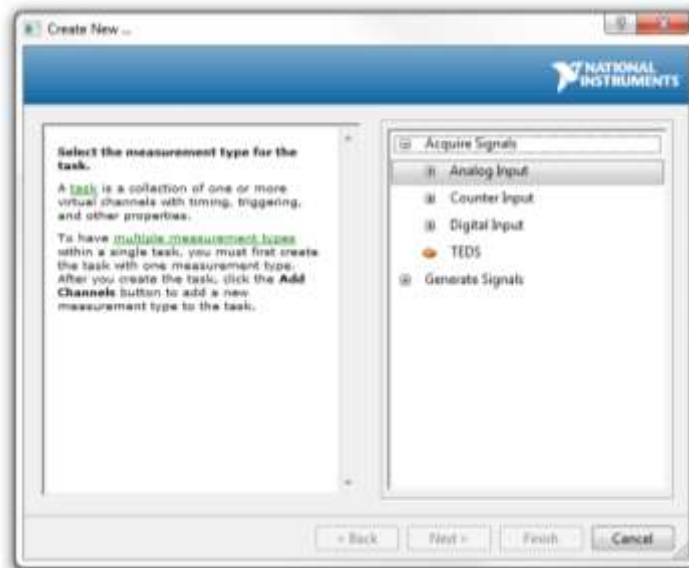 Create New ...
NATIONAL
INSTRUMENTS
Select the measurement type for the
task.
A task is a collection of one or more
virtual channels with timing, triggering,
and other properties.
To have multiple measurement types
within a single task, you must first create
the task with one measurement type.
After you create the task, click the Add
Channels button to add a new
measurement type to the task.
Acquire Signals
Analog Input
Counter Input
Digital Input
TEDS
Generate Signals
< Back
Next >
Finish
Cancel